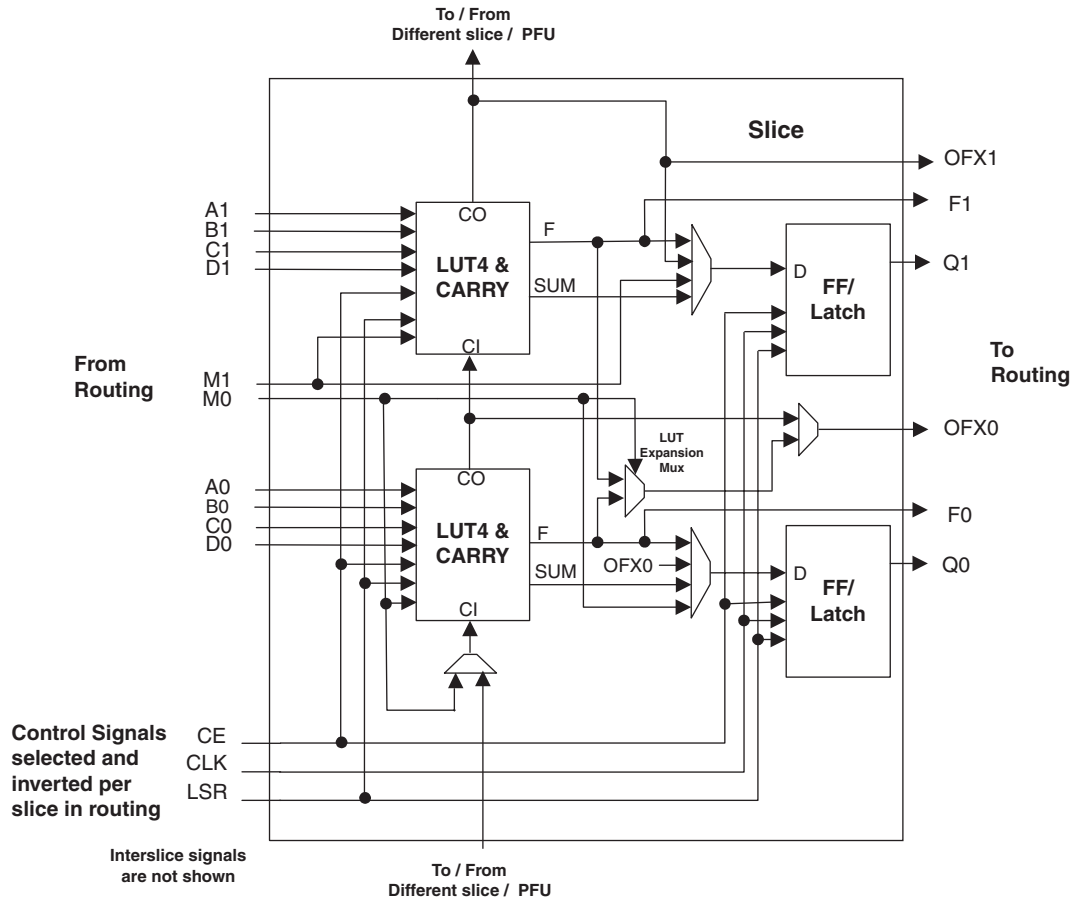 To / From
Different slice / PFU
Slice
OFX1
F1
A1
B1
C1
D1
CO
F
LUT4 &
CARRY
SUM
CI
D
FF/
Latch
Q1
From
Routing
M1
M0
To
Routing
OFX0
LUT
Expansion
Mux
A0
B0
C0
D0
CO
F
LUT4 &
CARRY
OFX0
SUM
CI
F0
D
FF/
Latch
Q0
Control Signals
selected and
inverted per
slice in routing
CE
CLK
LSR
Interslice signals
are not shown
To / From
Different slice / PFU